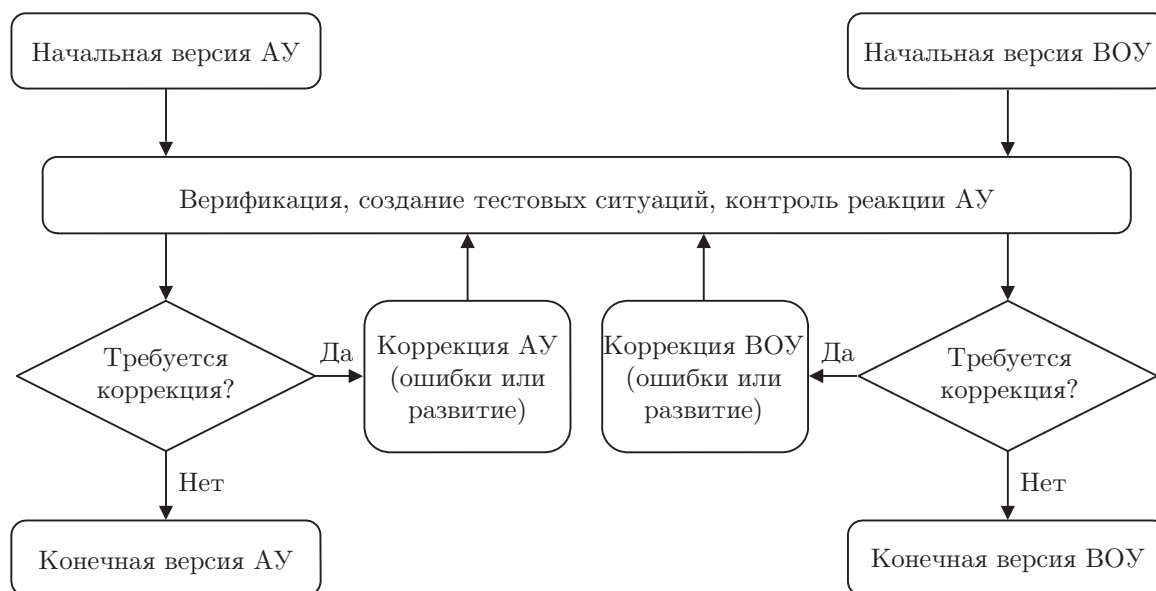 Начальная версия АУ
Начальная версия ВОУ
Верификация, создание тестовых ситуаций, контроль реакции АУ
Требуется
коррекция?
Да
Коррекция АУ
(ошибки или
развитие)
Коррекция ВОУ
(ошибки или
развитие)
Да
Требуется
коррекция?
Нет
Нет
Конечная версия АУ
Конечная версия ВОУ